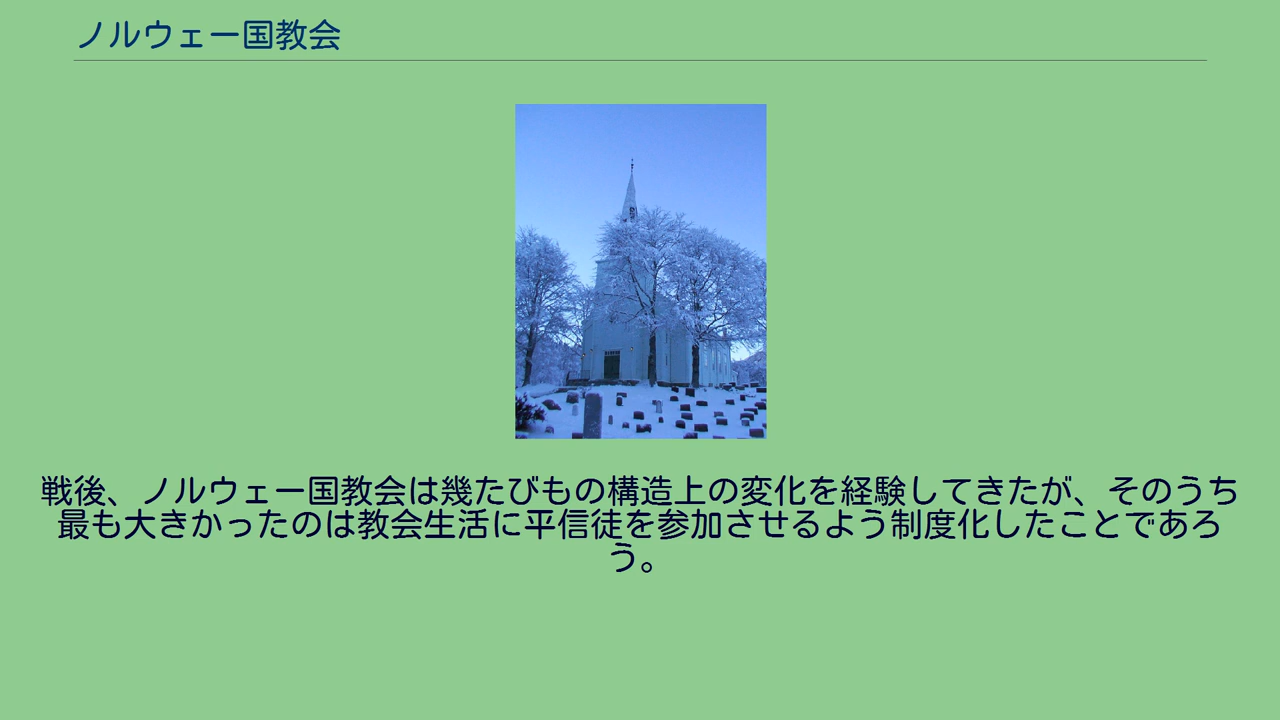 ノルウェー国教会
戦後、ノルウェー国教会は幾たびもの構造上の変化を経験してきたが、そのうち
最も大きかったのは教会生活に平信徒を参加させるよう制度化したことであろ
う。